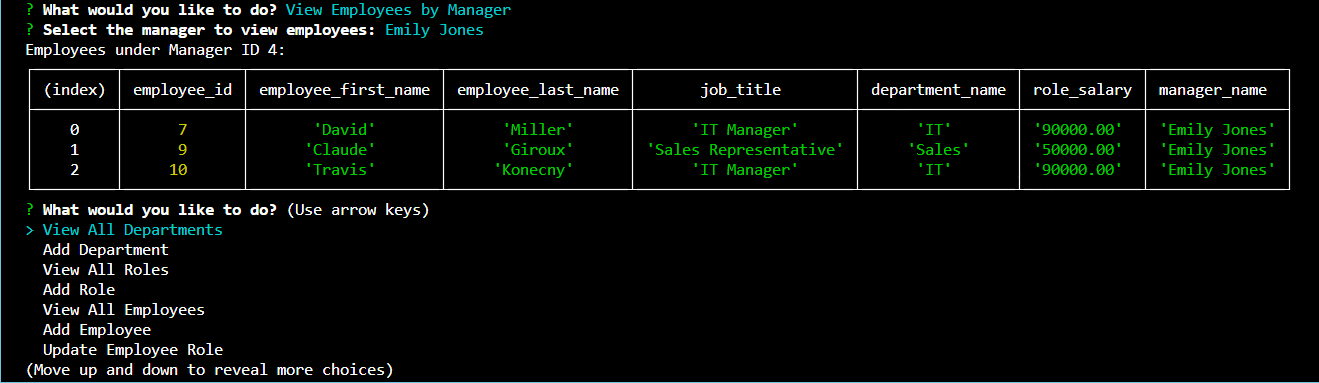 ? What would you like to do? View Employees by Manager
? Select the manager to view employees: Emily Jones
Employees under Manager ID 4:
(index) employee_id employee_first_name employee_last_name job_title department_name role_salary manager_name
0 7 'David' 'Miller' 'IT Manager' 'IT' '90000.00' 'Emily Jones'
1 9 'Claude' 'Giroux' 'Sales Representative' 'Sales' '50000.00' 'Emily Jones'
2 10 'Travis' 'Konecny' 'IT Manager' 'IT' '90000.00' 'Emily Jones'
? What would you like to do? (Use arrow keys)
> View All Departments
Add Department
View All Roles
Add Role
View All Employees
Add Employee
Update Employee Role
(Move up and down to reveal more choices)